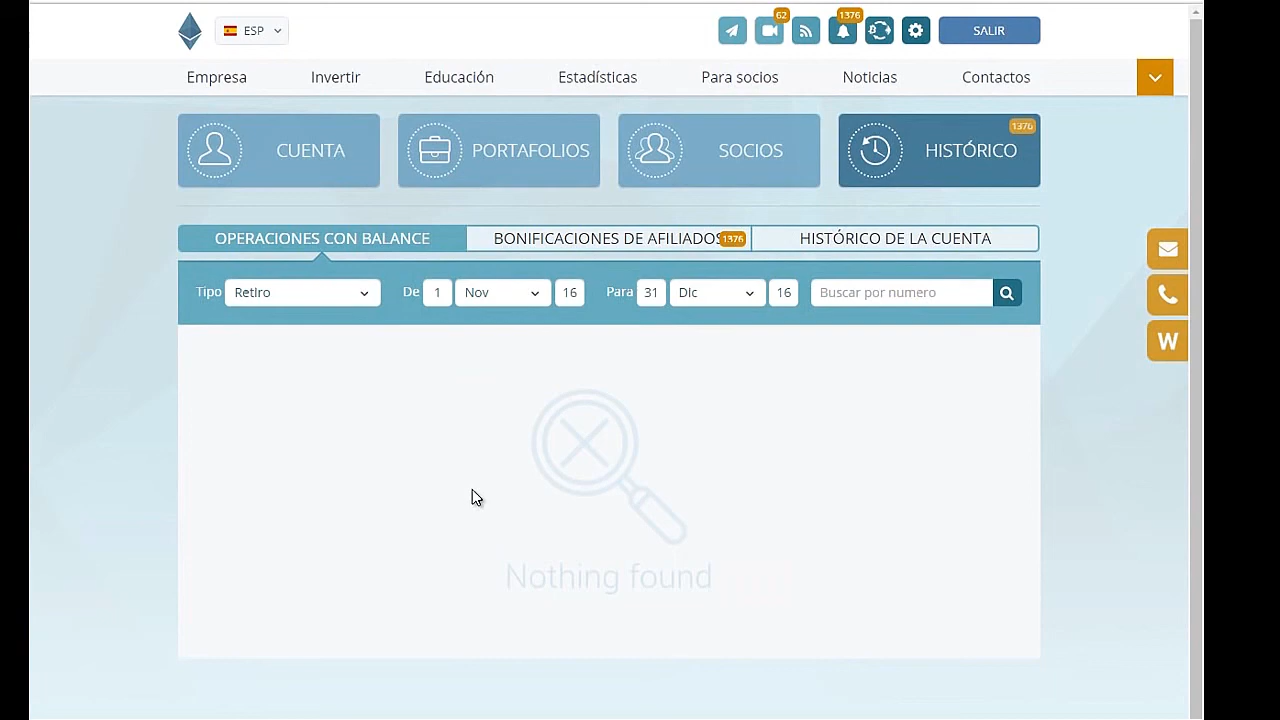 ESP
62
1376
SALIR
Empresa
Invertir
Educación
Estadísticas
Para socios
Noticias
Contactos
CUENTA
PORTAFOLIOS
SOCIOS
HISTÓRICO
1376
OPERACIONES CON BALANCE
BONIFICACIONES DE AFILIADOS
1376
HISTÓRICO DE LA CUENTA
Tipo
Retiro
De
1
Nov
16
Para
31
Dic
16
Buscar por numero
W
Nothing found